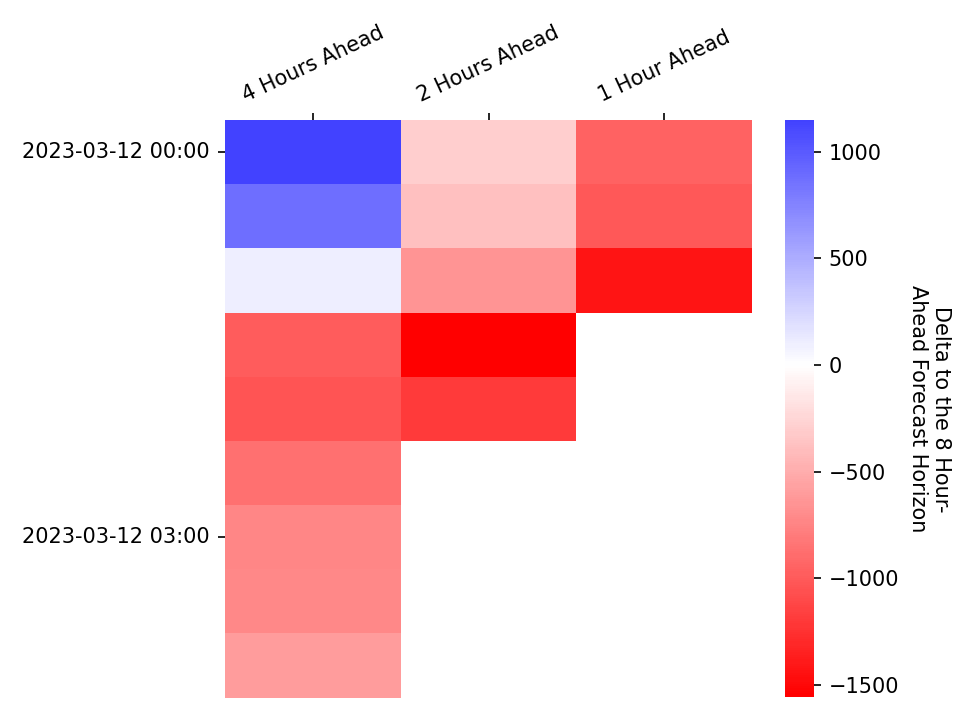 4 Hours Ahead
2 Hours Ahead
1 Hour Ahead
2023-03-12 00:00
2023-03-12 03:00
1000
500
0
−500
−1000
−1500
Delta to the 8 Hour-
Ahead Forecast Horizon